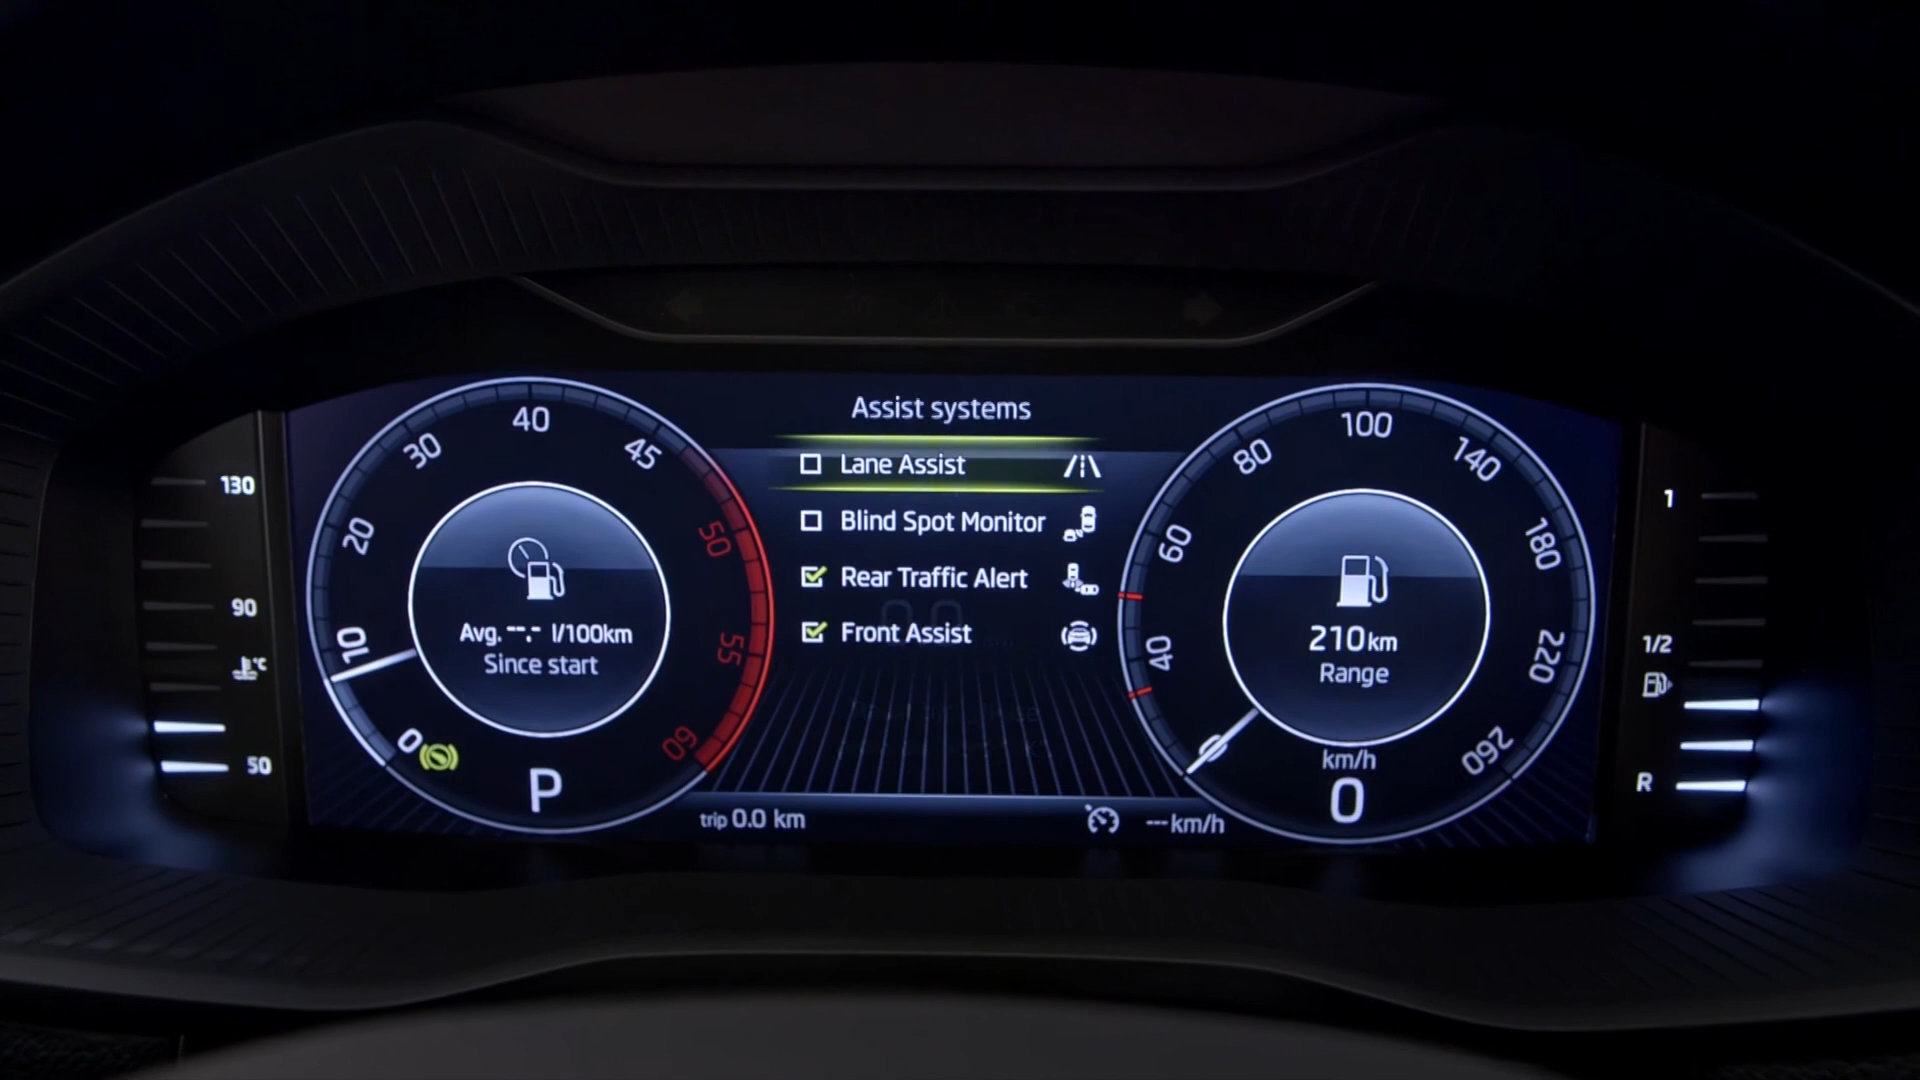 Assist systems
Lane Assist
Blind Spot Monitor
Rear Traffic Alert
Front Assist
130
90
°C
50
0
10
20
30
40
45
50
55
60
Avg. --.- l/100km
Since start
P
trip 0.0 km
--- km/h
40
60
80
100
140
180
220
260
210 km
Range
km/h
0
1
1/2
R